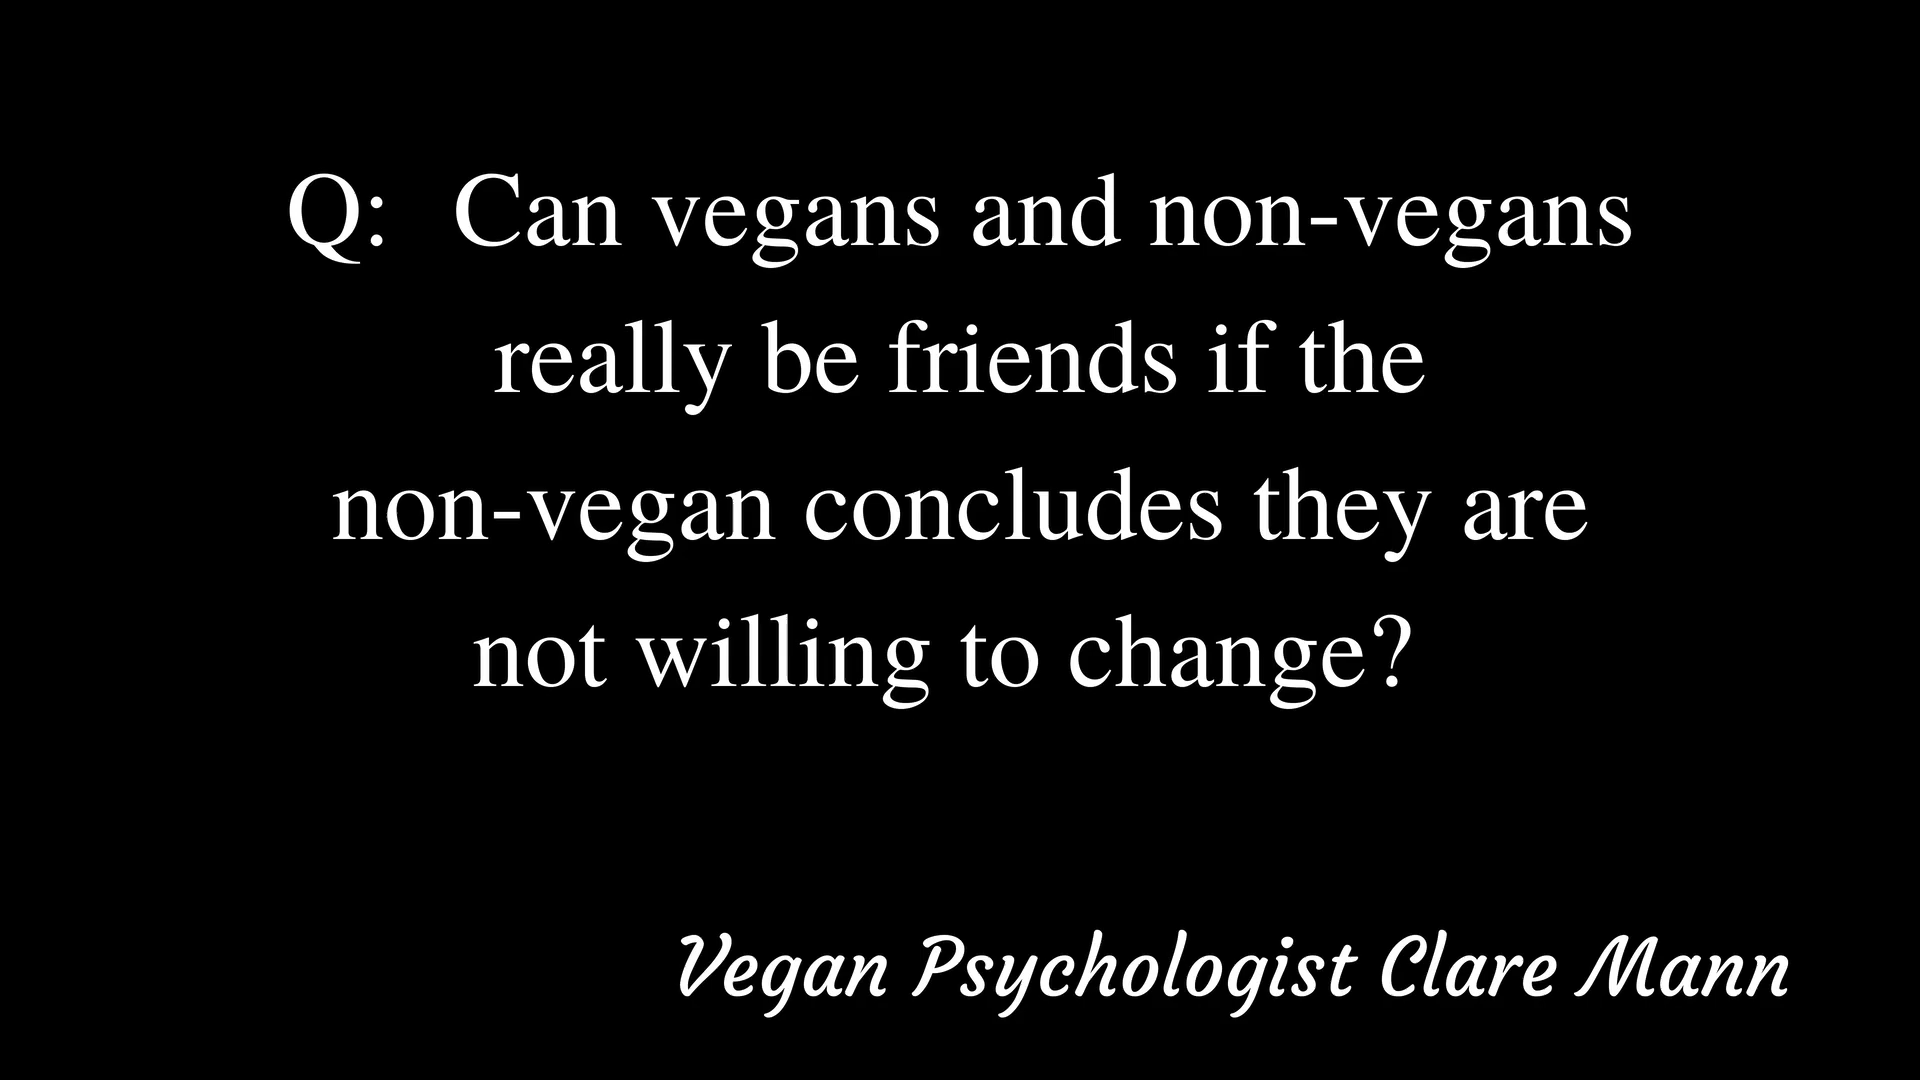 Q: Can vegans and non-vegans
really be friends if the
non-vegan concludes they are
not willing to change?
Vegan Psychologist Clare Mann